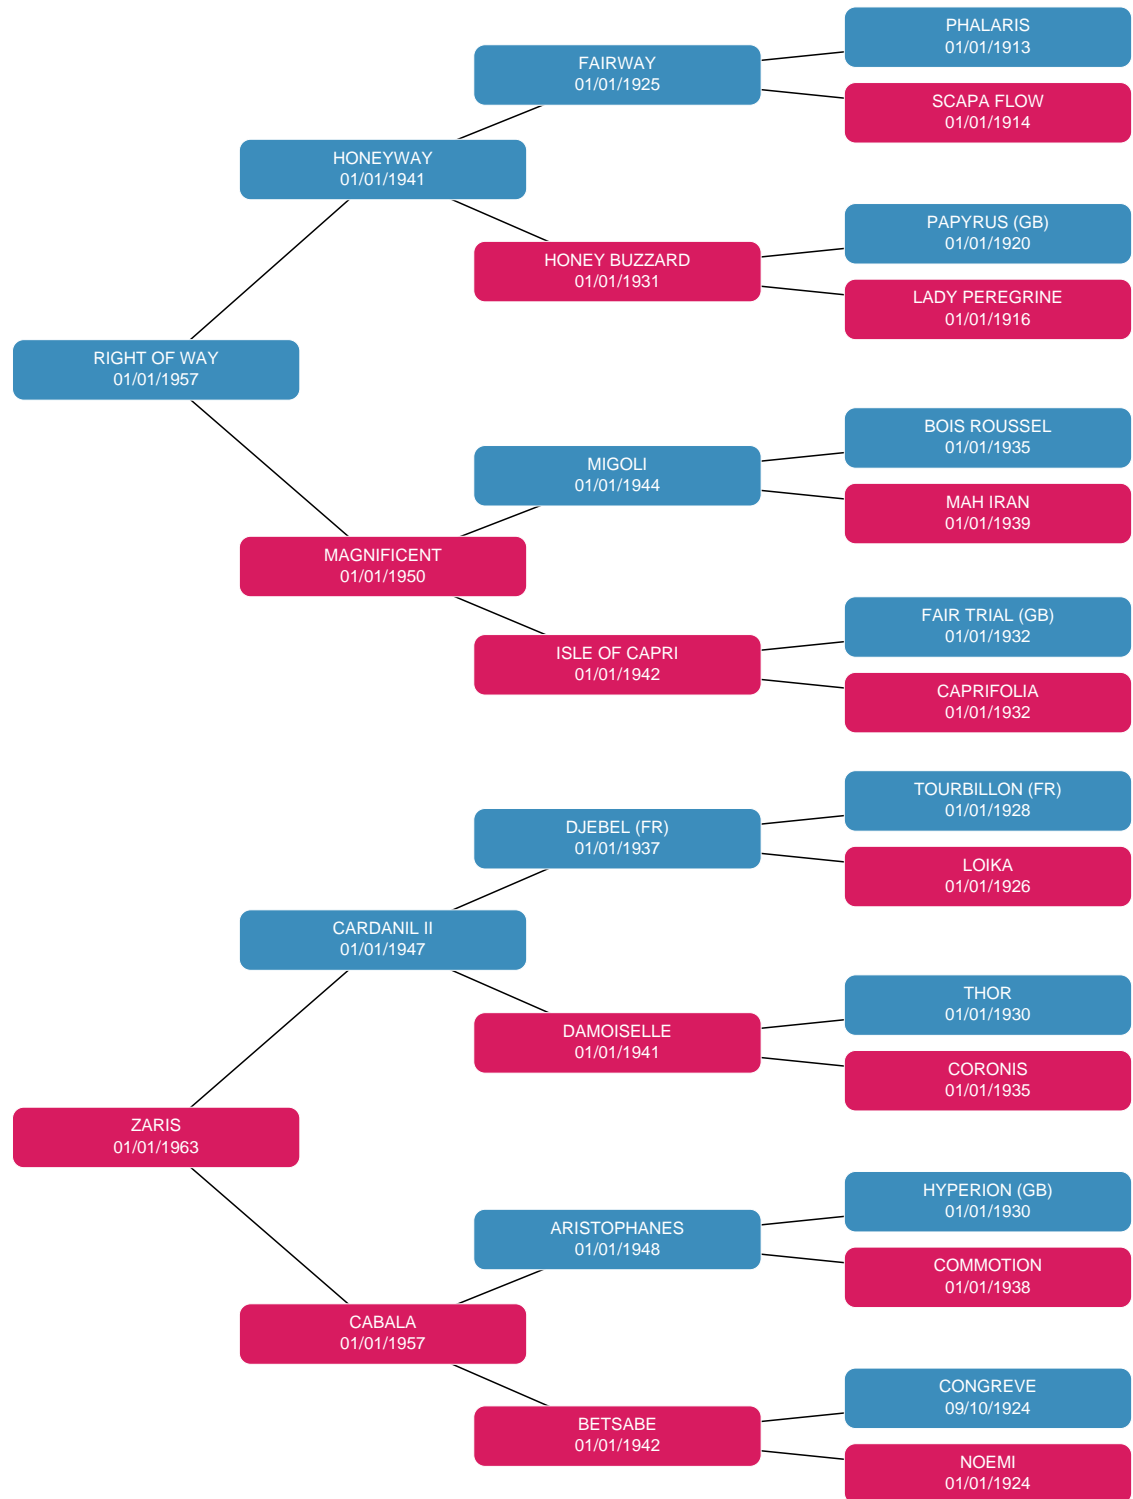 PHALARIS
01/01/1913
FAIRWAY
01/01/1925
SCAPA FLOW
01/01/1914
HONEYWAY
01/01/1941
PAPYRUS (GB)
01/01/1920
HONEY BUZZARD
01/01/1931
LADY PEREGRINE
01/01/1916
RIGHT OF WAY
01/01/1957
BOIS ROUSSEL
01/01/1935
MIGOLI
01/01/1944
MAH IRAN
01/01/1939
MAGNIFICENT
01/01/1950
FAIR TRIAL (GB)
01/01/1932
ISLE OF CAPRI
01/01/1942
CAPRIFOLIA
01/01/1932
TOURBILLON (FR)
01/01/1928
DJEBEL (FR)
01/01/1937
LOIKA
01/01/1926
CARDANIL II
01/01/1947
THOR
01/01/1930
DAMOISELLE
01/01/1941
CORONIS
01/01/1935
ZARIS
01/01/1963
HYPERION (GB)
01/01/1930
ARISTOPHANES
01/01/1948
COMMOTION
01/01/1938
CABALA
01/01/1957
CONGREVE
09/10/1924
BETSABE
01/01/1942
NOEMI
01/01/1924